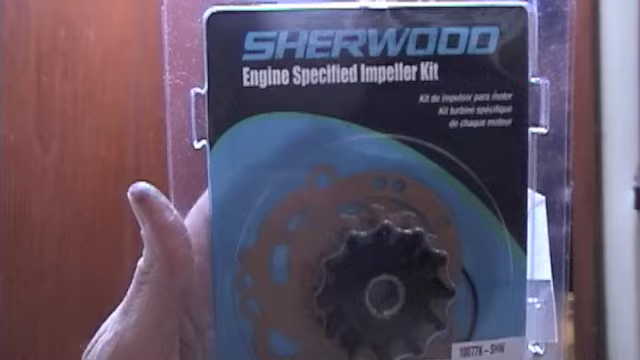 SHERWOOD
Engine Specified Impeller Kit
Kit de impulsor para motor
Kit turbine spécifique
de chaque moteur
10077K - SHW